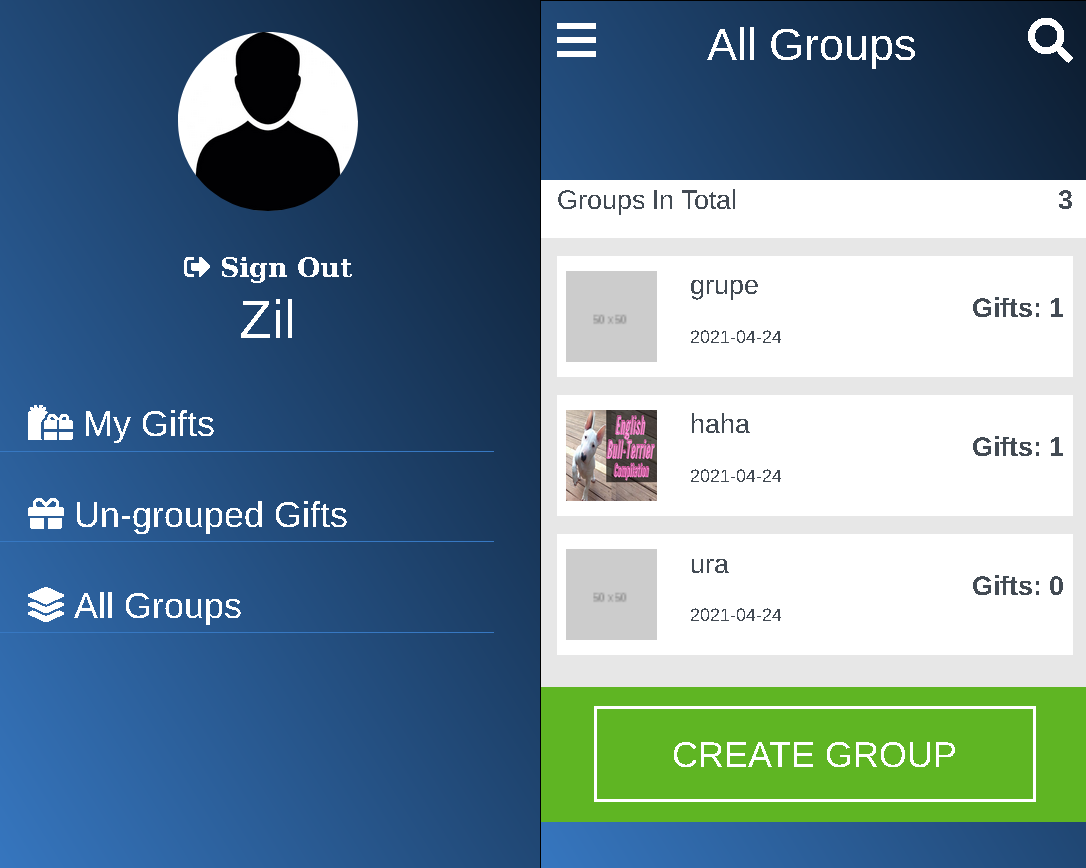 Sign Out
Zil
My Gifts
Un-grouped Gifts
All Groups
All Groups
Groups In Total 3
50 x 50
grupe
2021-04-24
Gifts: 1
English
Bull-Terrier
Compilation
haha
2021-04-24
Gifts: 1
50 x 50
ura
2021-04-24
Gifts: 0
CREATE GROUP